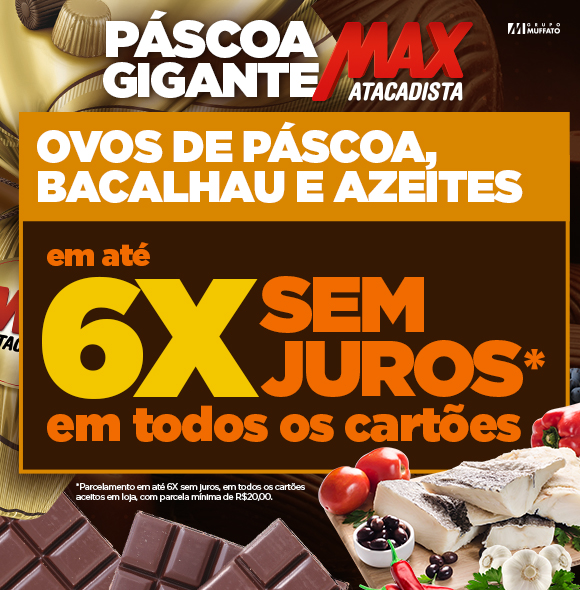 PÁSCOA
GIGANTE
MAX
ATACADISTA
GRUPO
MUFFATO
OVOS DE PÁSCOA,
BACALHAU E AZEITES
em até
6X SEM
JUROS*
em todos os cartões
*Parcelamento em até 6X sem juros, em todos os cartões
aceitos em loja, com parcela mínima de R$20,00.